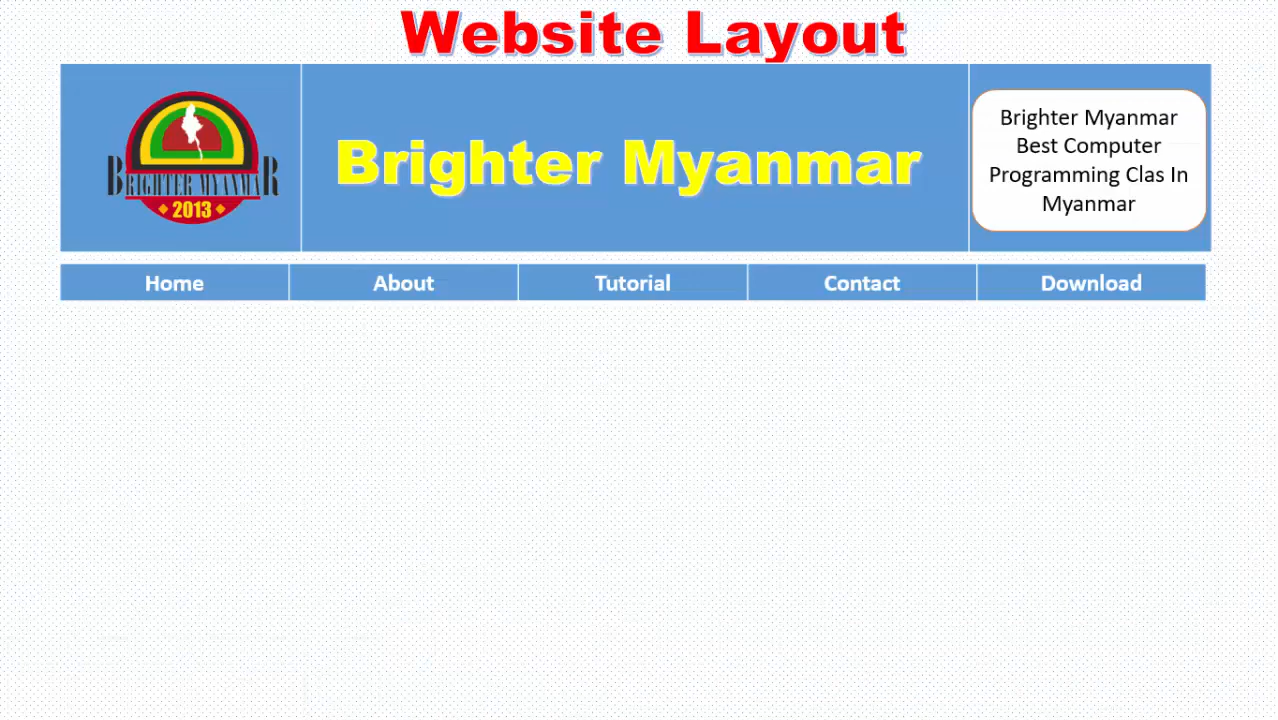 Website Layout
BRIGHTER MYANMAR
2013
Brighter Myanmar
Brighter Myanmar
Best Computer
Programming Clas In
Myanmar
Home About Tutorial Contact Download